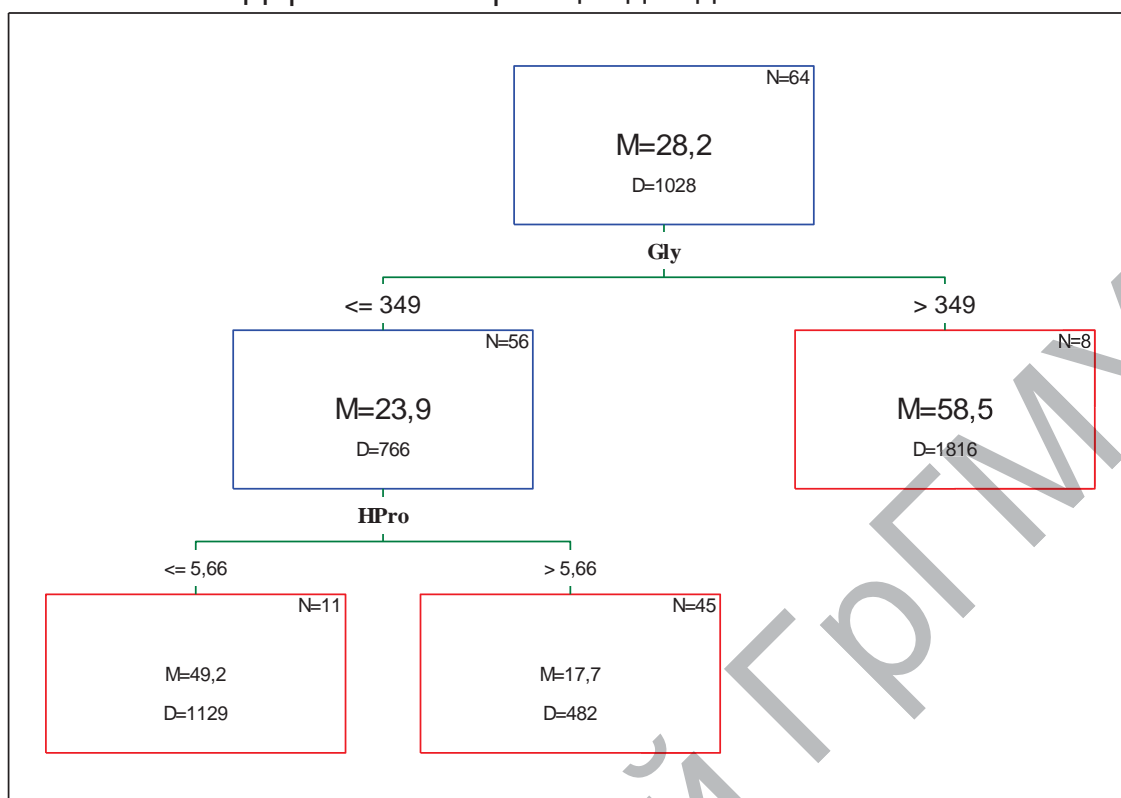 N=64
M=28,2
D=1028
Gly
<= 349
> 349
N=56
M=23,9
D=766
N=8
M=58,5
D=1816
HPro
<= 5,66
> 5,66
N=11
M=49,2
D=1129
N=45
M=17,7
D=482
й ГрГМУ